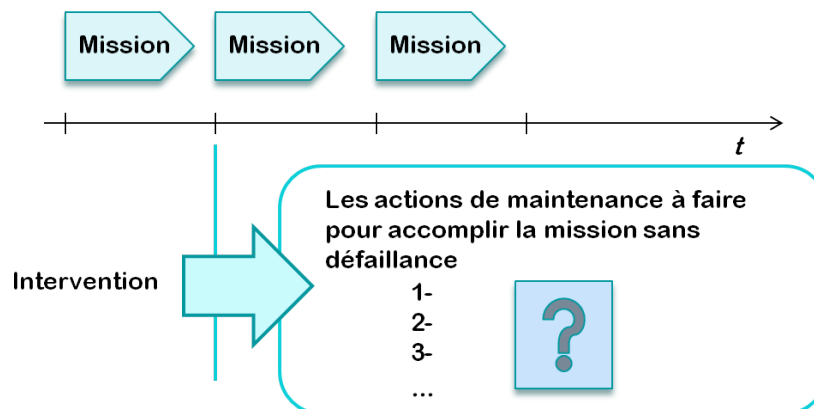 Mission
Mission
Mission
t
Les actions de maintenance à faire
pour accomplir la mission sans
défaillance
Intervention
1-
2-
3-
...
?